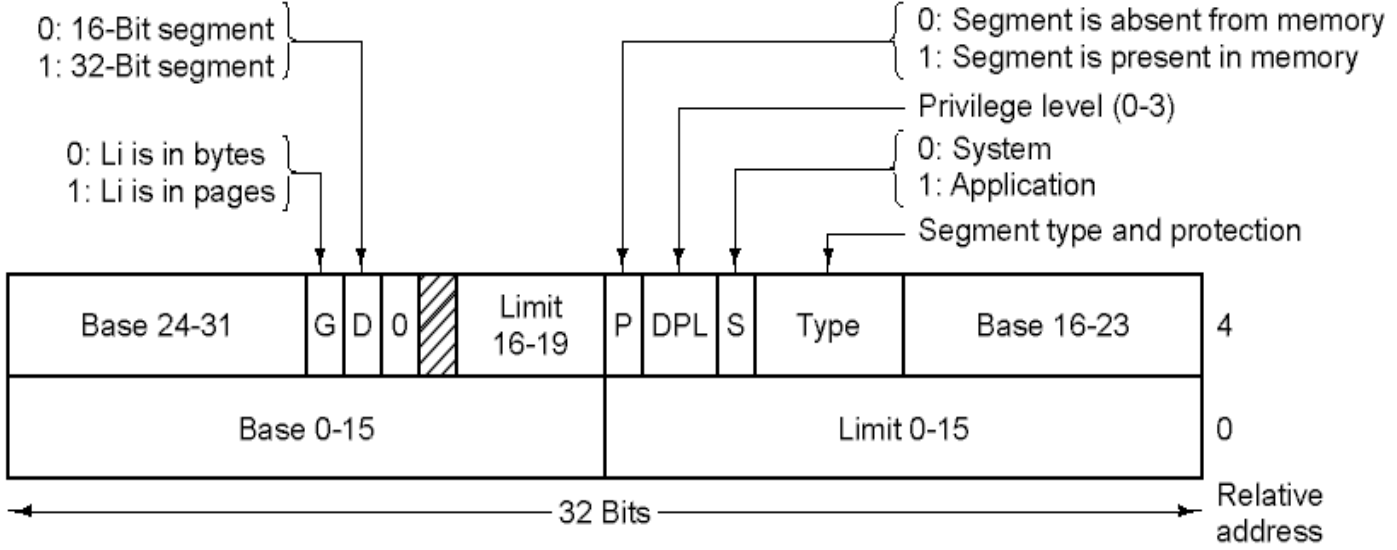 0: 16-Bit segment
1: 32-Bit segment
0: Li is in bytes
1: Li is in pages
0: Segment is absent from memory
1: Segment is present in memory
Privilege level (0-3)
0: System
1: Application
Segment type and protection
Base 24-31
G
D
0
Limit
16-19
P
DPL
S
Type
Base 16-23
4
Base 0-15
Limit 0-15
0
32 Bits
Relative
address